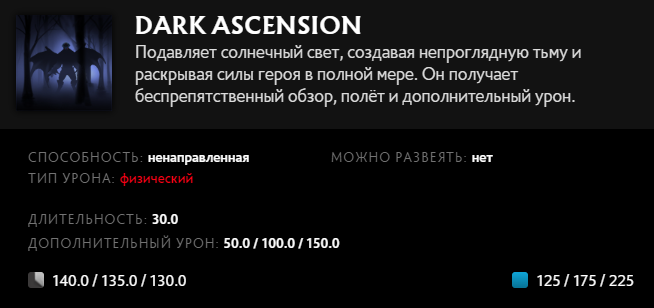 DARK ASCENSION
Подавляет солнечный свет, создавая непроглядную тьму и
раскрывая силы героя в полной мере. Он получает
беспрепятственный обзор, полёт и дополнительный урон.
СПОСОБНОСТЬ: ненаправленная МОЖНО РАЗВЕЯТЬ: нет
ТИП УРОНА: физический
ДЛИТЕЛЬНОСТЬ: 30.0
ДОПОЛНИТЕЛЬНЫЙ УРОН: 50.0 / 100.0 / 150.0
140.0 / 135.0 / 130.0 125 / 175 / 225